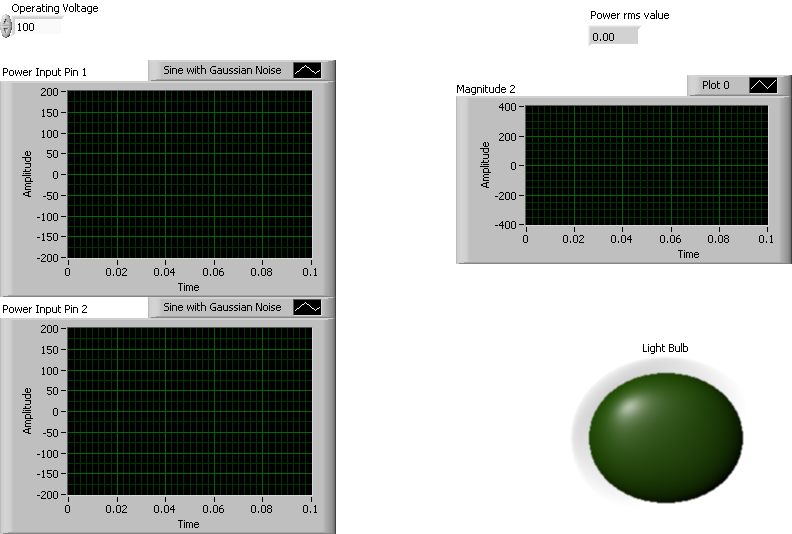 Operating Voltage
100
Power rms value
0.00
Power Input Pin 1
Sine with Gaussian Noise
Amplitude
200
150
100
50
0
-50
-100
-150
-200
0 0.02 0.04 0.06 0.08 0.1
Time
Magnitude 2
Plot 0
Amplitude
400
200
0
-200
-400
0 0.02 0.04 0.06 0.08 0.1
Time
Power Input Pin 2
Sine with Gaussian Noise
Amplitude
200
150
100
50
0
-50
-100
-150
-200
0 0.02 0.04 0.06 0.08 0.1
Time
Light Bulb